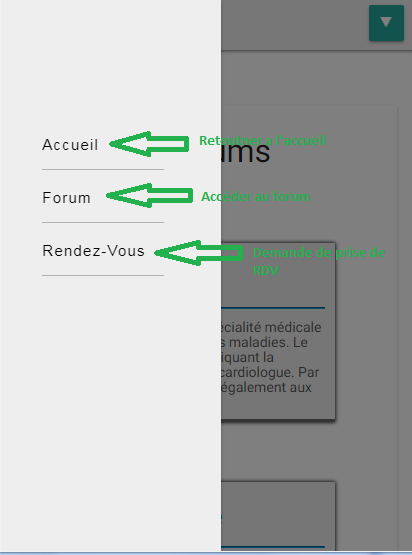 Accueil
Retourner à l'accueil
ums
Forum
Accéder au forum
Rendez-Vous
Demande de prise de
RDV
écialité médicale
s maladies. Le
iquant la
cardiologue. Par
également aux